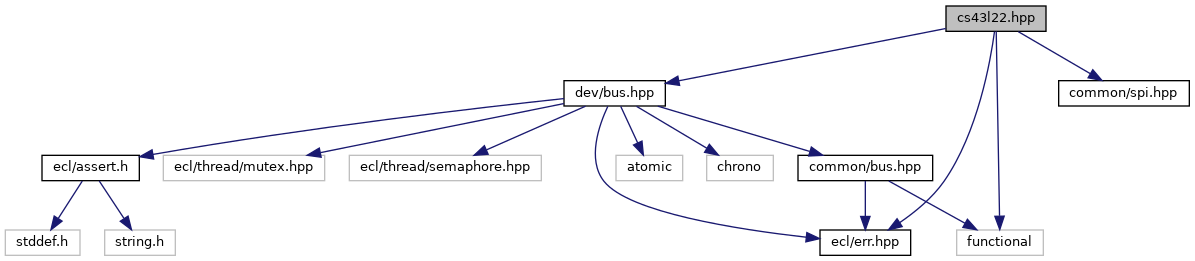 cs43l22.hpp
dev/bus.hpp
common/spi.hpp
ecl/assert.h
ecl/thread/mutex.hpp
ecl/thread/semaphore.hpp
atomic
chrono
common/bus.hpp
stddef.h
string.h
ecl/err.hpp
functional